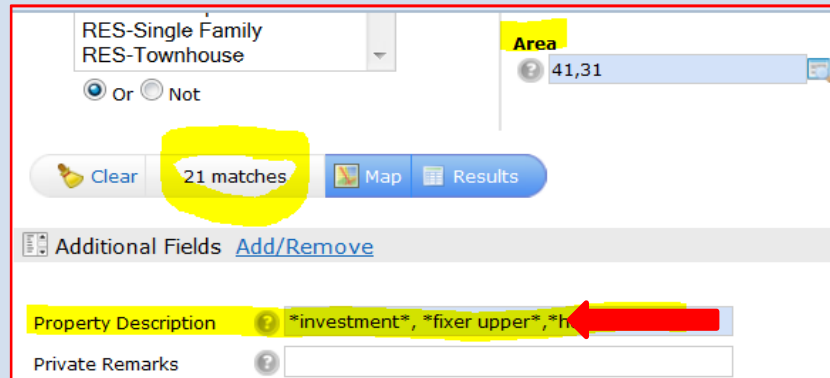 RES-Single Family
RES-Townhouse
Or Not
Area
41,31
Clear 21 matches Map Results
Additional Fields Add/Remove
Property Description *investment*, *fixer upper*,*h
Private Remarks